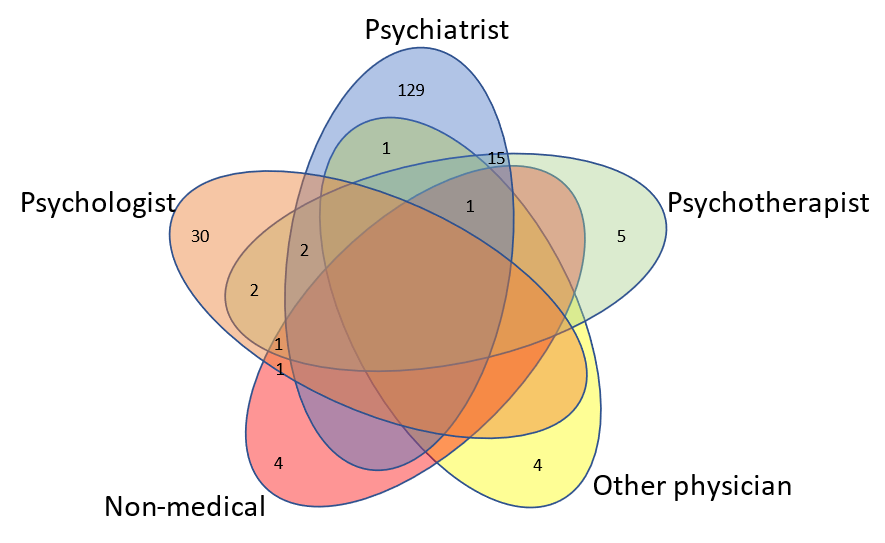 Psychiatrist
129
1
15
Psychologist
1
Psychotherapist
30
2
5
2
1
1
4
4
Other physician
Non-medical